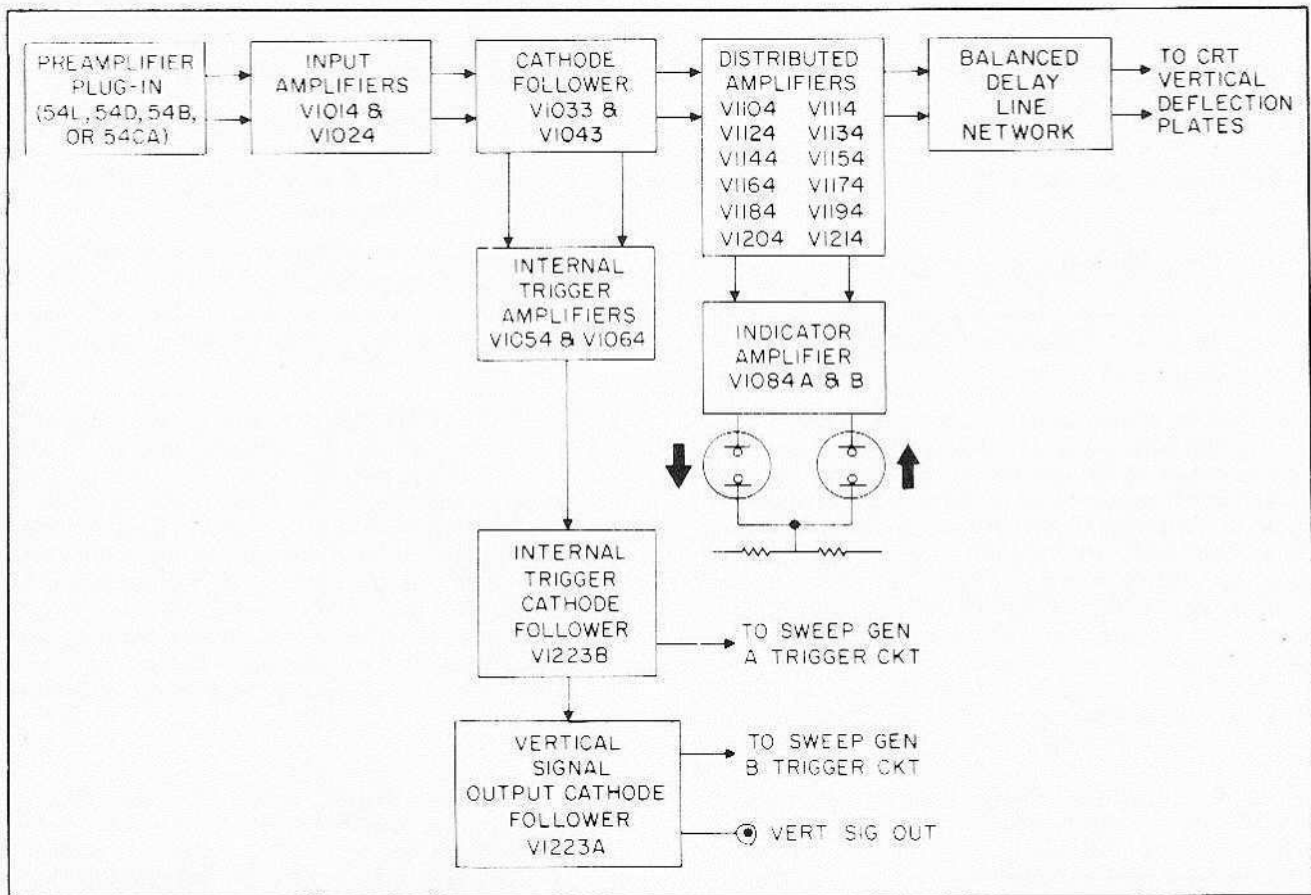 PREAMPLIFIER
PLUG-IN
(54L, 54D, 54B,
OR 54CA)
INPUT
AMPLIFIERS
V1014 &
V1024
CATHODE
FOLLOWER
V1033 &
V1043
DISTRIBUTED
AMPLIFIERS
V1104 V1114
V1124 V1134
V1144 V1154
V1164 V1174
V1184 V1194
V1204 V1214
BALANCED
DELAY
LINE
NETWORK
TO CRT
VERTICAL
DEFLECTION
PLATES
INTERNAL
TRIGGER
AMPLIFIERS
V1054 & V1064
INDICATOR
AMPLIFIER
V1084A & B
INTERNAL
TRIGGER
CATHODE
FOLLOWER
V1223B
TO SWEEP GEN
A TRIGGER CKT
VERTICAL
SIGNAL
OUTPUT CATHODE
FOLLOWER
V1223A
TO SWEEP GEN
B TRIGGER CKT
VERT SIG OUT